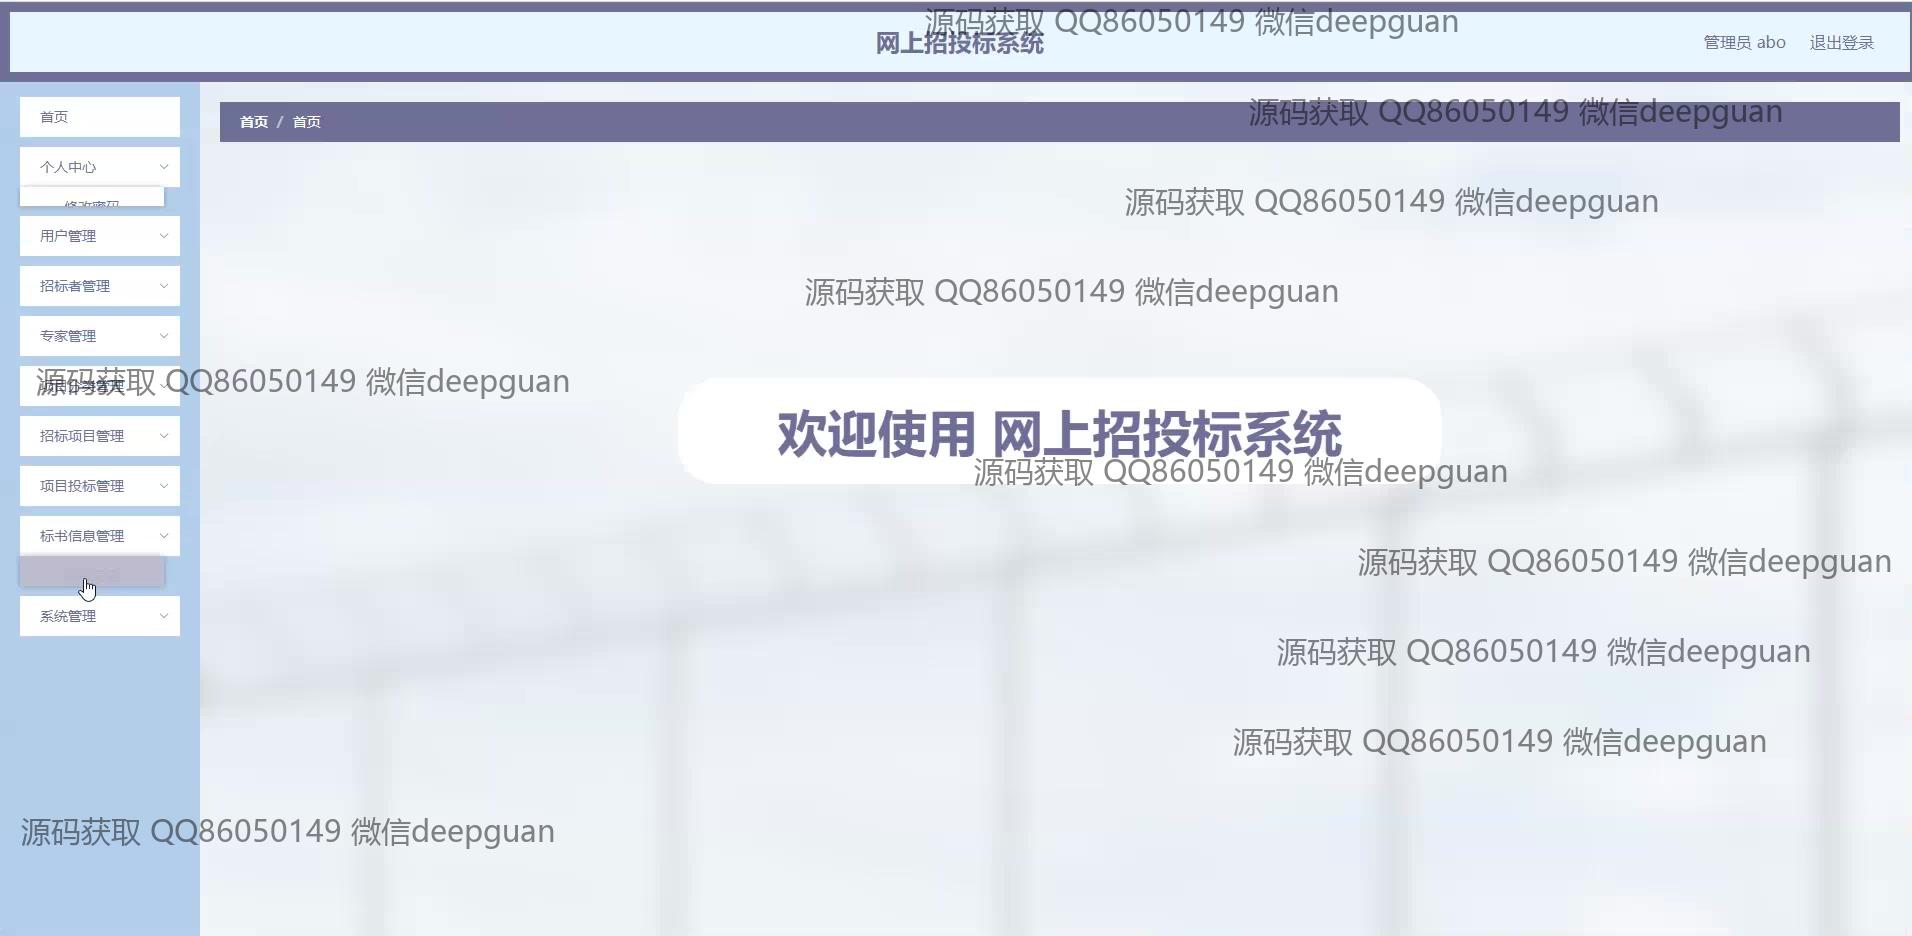 源码获取 QQ86050149 微信deepguan
网上招投标系统
管理员 abo
退出登录
首页
首页 / 首页
源码获取 QQ86050149 微信deepguan
个人中心
修改密码
源码获取 QQ86050149 微信deepguan
用户管理
招标者管理
源码获取 QQ86050149 微信deepguan
专家管理
项目分类管理
源码获取 QQ86050149 微信deepguan
招标项目管理
欢迎使用 网上招投标系统
源码获取 QQ86050149 微信deepguan
项目投标管理
标书信息管理
源码获取 QQ86050149 微信deepguan
系统管理
源码获取 QQ86050149 微信deepguan
源码获取 QQ86050149 微信deepguan
源码获取 QQ86050149 微信deepguan